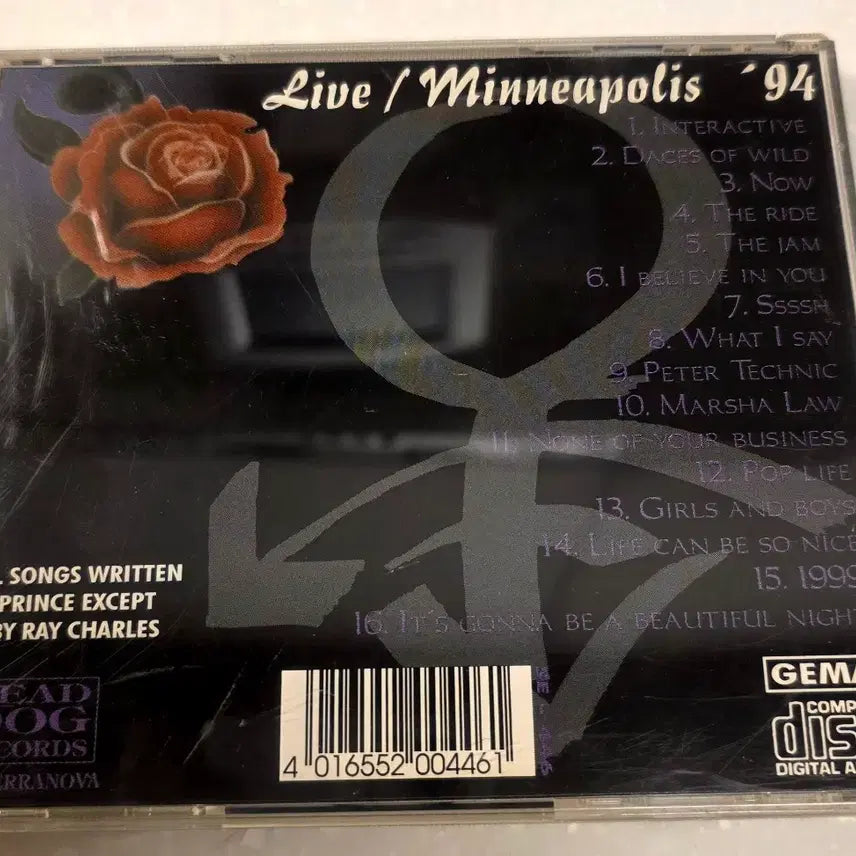 Live / Minneapolis ´94
1. INTERACTIVE
2. DACES OF WILD
3. NOW
4. THE RIDE
5. THE JAM
6. I BELIEVE IN YOU
7. SSSSH
8. WHAT I SAY
9. PETER TECHNIC
10. MARSHA LAW
11. NONE OF YOUR BUSINESS
12. POP LIFE
13. GIRLS AND BOYS
14. LIFE CAN BE SO NICE
15. 1999
16. IT´S GONNA BE A BEAUTIFUL NIGHT
. SONGS WRITTEN
PRINCE EXCEPT
BY RAY CHARLES
EAD
OG
CORDS
ERRANOVA
4 016552 004461
GEMA
COMP
dis
DIGITAL A